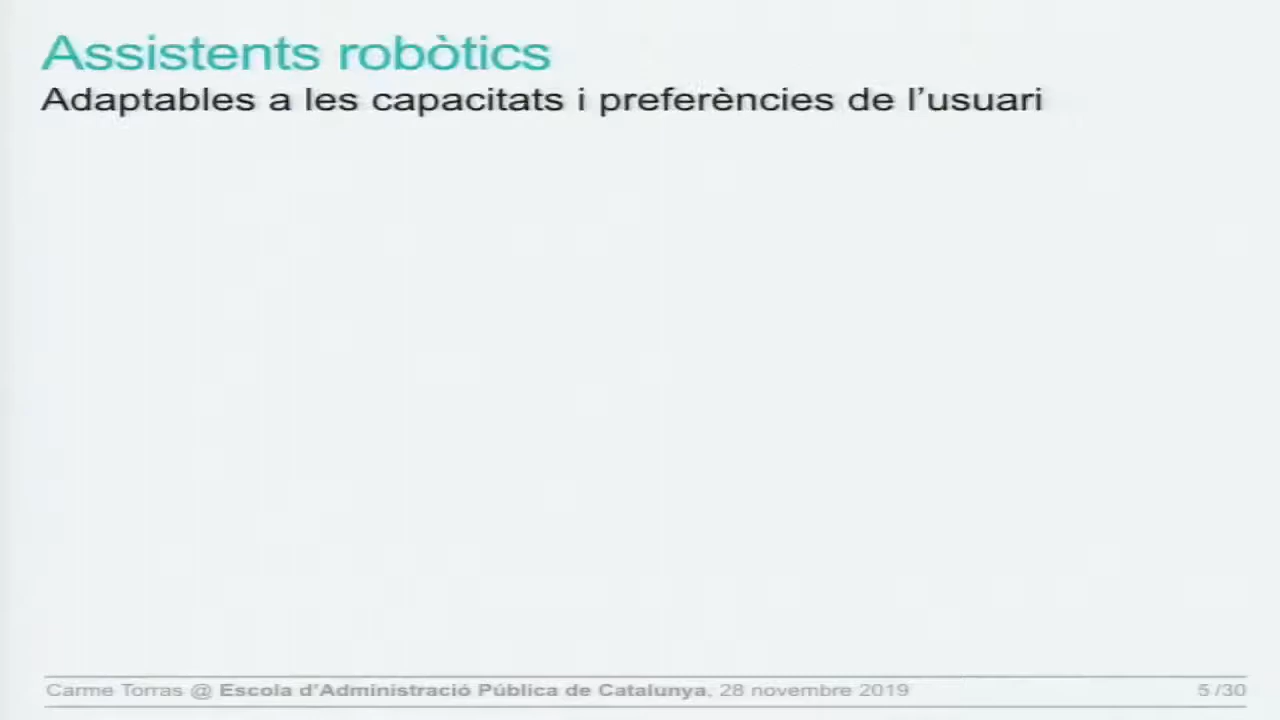 Assistents robòtics
Adaptables a les capacitats i preferències de l'usuari
Carme Torras @ Escola d'Administració Pública de Catalunya, 28 novembre 2019
5 /30